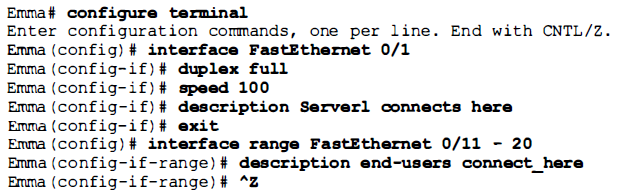 Emma# configure terminal
Enter configuration commands, one per line. End with CNTL/Z.
Emma(config)# interface FastEthernet 0/1
Emma(config-if)# duplex full
Emma(config-if)# speed 100
Emma(config-if)# description Server1 connects here
Emma(config-if)# exit
Emma(config)# interface range FastEthernet 0/11 - 20
Emma(config-if-range)# description end-users connect_here
Emma(config-if-range)# ^Z